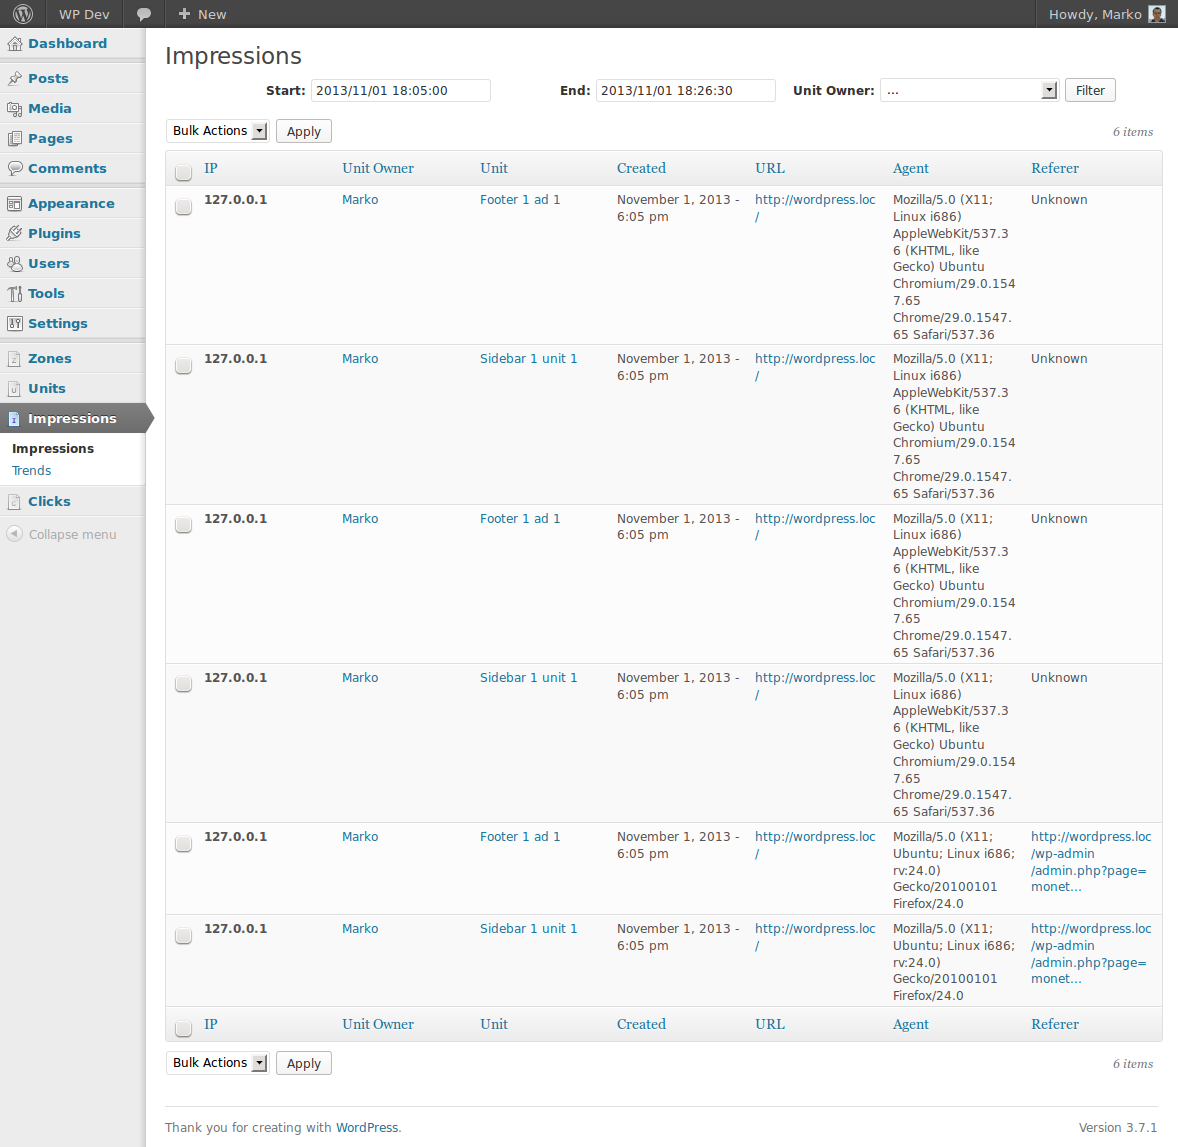 WP Dev New Howdy, Marko
Dashboard
Posts
Media
Pages
Comments
Appearance
Plugins
Users
Tools
Settings
Zones
Units
Impressions
Impressions
Trends
Clicks
Collapse menu
Impressions
Start: 2013/11/01 18:05:00 End: 2013/11/01 18:26:30 Unit Owner: ... Filter
Bulk Actions Apply 6 items
IP Unit Owner Unit Created URL Agent Referer
127.0.0.1 Marko Footer 1 ad 1 November 1, 2013 - http://wordpress.loc Mozilla/5.0 (X11; Unknown
6:05 pm / Linux i686)
AppleWebKit/537.3
6 (KHTML, like
Gecko) Ubuntu
Chromium/29.0.154
7.65
Chrome/29.0.1547.
65 Safari/537.36
127.0.0.1 Marko Sidebar 1 unit 1 November 1, 2013 - http://wordpress.loc Mozilla/5.0 (X11; Unknown
6:05 pm / Linux i686)
AppleWebKit/537.3
6 (KHTML, like
Gecko) Ubuntu
Chromium/29.0.154
7.65
Chrome/29.0.1547.
65 Safari/537.36
127.0.0.1 Marko Footer 1 ad 1 November 1, 2013 - http://wordpress.loc Mozilla/5.0 (X11; Unknown
6:05 pm / Linux i686)
AppleWebKit/537.3
6 (KHTML, like
Gecko) Ubuntu
Chromium/29.0.154
7.65
Chrome/29.0.1547.
65 Safari/537.36
127.0.0.1 Marko Sidebar 1 unit 1 November 1, 2013 - http://wordpress.loc Mozilla/5.0 (X11; Unknown
6:05 pm / Linux i686)
AppleWebKit/537.3
6 (KHTML, like
Gecko) Ubuntu
Chromium/29.0.154
7.65
Chrome/29.0.1547.
65 Safari/537.36
127.0.0.1 Marko Footer 1 ad 1 November 1, 2013 - http://wordpress.loc Mozilla/5.0 (X11; http://wordpress.loc
6:05 pm / Ubuntu; Linux i686; /wp-admin
rv:24.0) /admin.php?page=
Gecko/20100101 monet...
Firefox/24.0
127.0.0.1 Marko Sidebar 1 unit 1 November 1, 2013 - http://wordpress.loc Mozilla/5.0 (X11; http://wordpress.loc
6:05 pm / Ubuntu; Linux i686; /wp-admin
rv:24.0) /admin.php?page=
Gecko/20100101 monet...
Firefox/24.0
IP Unit Owner Unit Created URL Agent Referer
Bulk Actions Apply 6 items
Thank you for creating with WordPress. Version 3.7.1